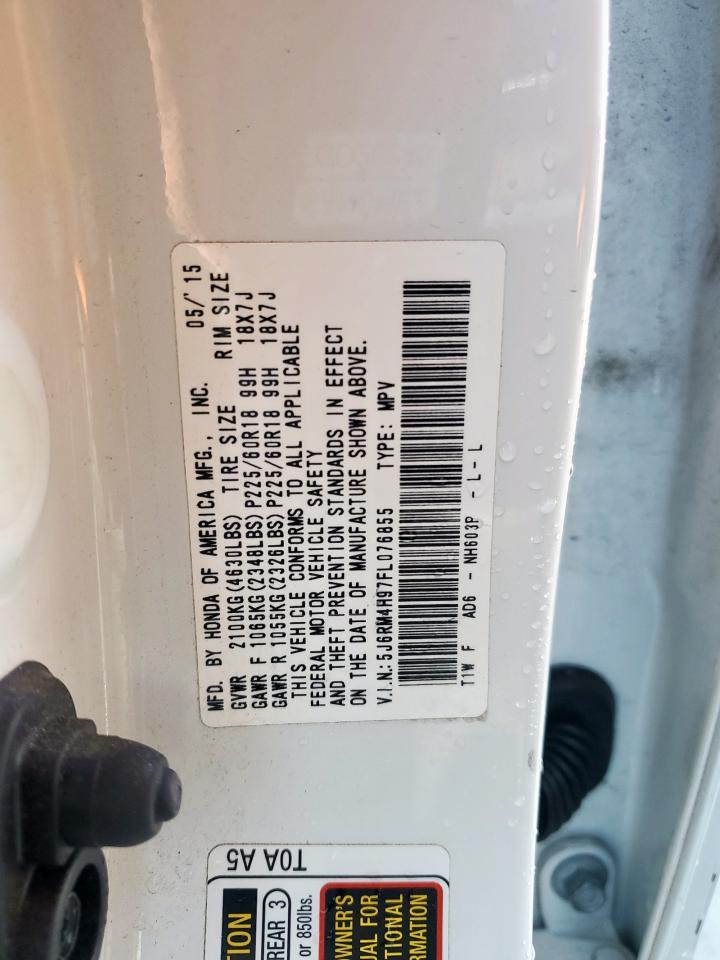 MFD. BY HONDA OF AMERICA MFG., INC. 05/'15
GVWR 2100KG(4630LBS) TIRE SIZE RIM SIZE
GAWR F 1065KG(2348LBS) P225/60R18 99H 18X7J
GAWR R 1055KG(2326LBS) P225/60R18 99H 18X7J
THIS VEHICLE CONFORMS TO ALL APPLICABLE
FEDERAL MOTOR VEHICLE SAFETY
AND THEFT PREVENTION STANDARDS IN EFFECT
ON THE DATE OF MANUFACTURE SHOWN ABOVE.
V.I.N.: 5J6RM4H97FL076855 TYPE: MPV
T1W F AD6 - NH603P - L - L
T0A A5
TION
REAR 3
or 850lbs.
OWNER'S
UAL FOR
TIONAL
RMATION